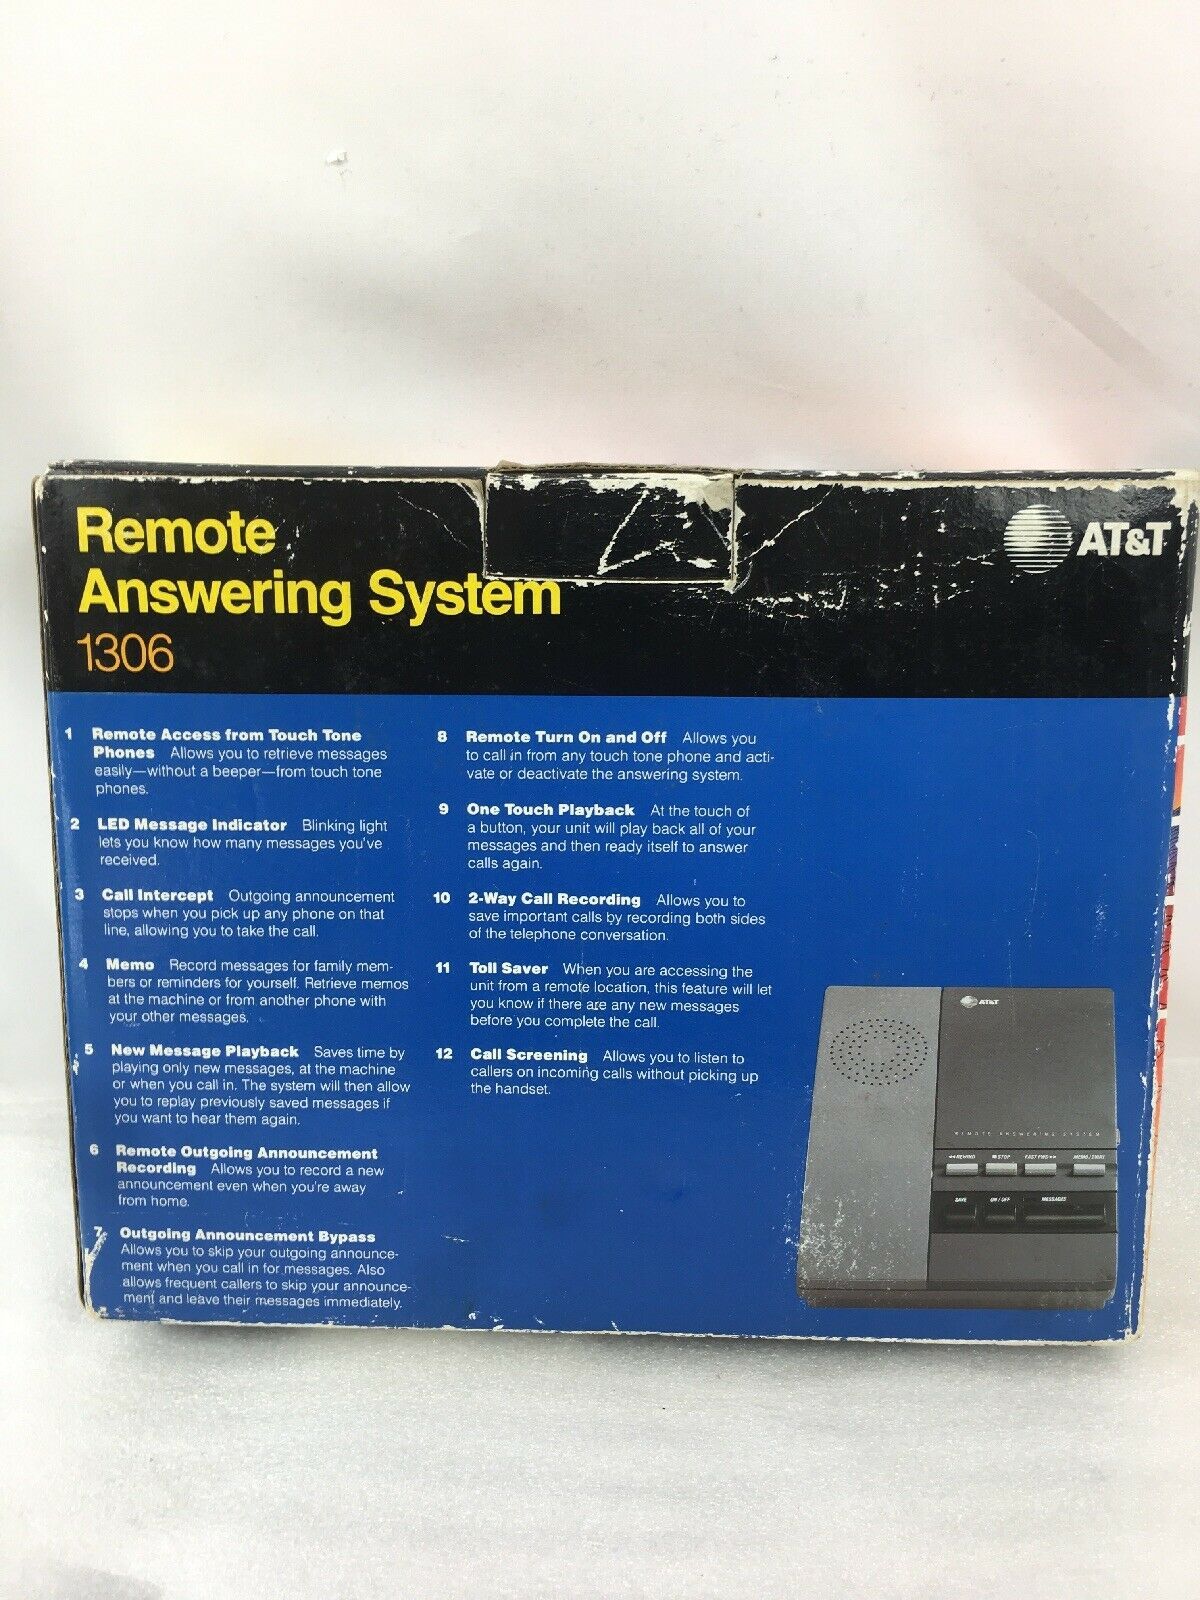 Remote
Answering System
1306
AT&T
1 Remote Access from Touch Tone
Phones Allows you to retrieve messages
easily—without a beeper—from touch tone
phones.
2 LED Message Indicator Blinking light
lets you know how many messages you've
received.
3 Call Intercept Outgoing announcement
stops when you pick up any phone on that
line, allowing you to take the call.
4 Memo Record messages for family mem-
bers or reminders for yourself. Retrieve memos
at the machine or from another phone with
your other messages.
5 New Message Playback Saves time by
playing only new messages, at the machine
or when you call in. The system will then allow
you to replay previously saved messages if
you want to hear them again.
6 Remote Outgoing Announcement
Recording Allows you to record a new
announcement even when you're away
from home.
7 Outgoing Announcement Bypass
Allows you to skip your outgoing announce-
ment when you call in for messages. Also
allows frequent callers to skip your announce-
ment and leave their messages immediately.
8 Remote Turn On and Off Allows you
to call in from any touch tone phone and acti-
vate or deactivate the answering system.
9 One Touch Playback At the touch of
a button, your unit will play back all of your
messages and then ready itself to answer
calls again.
10 2-Way Call Recording Allows you to
save important calls by recording both sides
of the telephone conversation.
11 Toll Saver When you are accessing the
unit from a remote location, this feature will let
you know if there are any new messages
before you complete the call.
12 Call Screening Allows you to listen to
callers on incoming calls without picking up
the handset.
AT&T
REMOTE ANSWERING SYSTEM
◄◄REWIND ■STOP FAST FWD►► MEMO/2WAY
SAVE ON/OFF MESSAGES